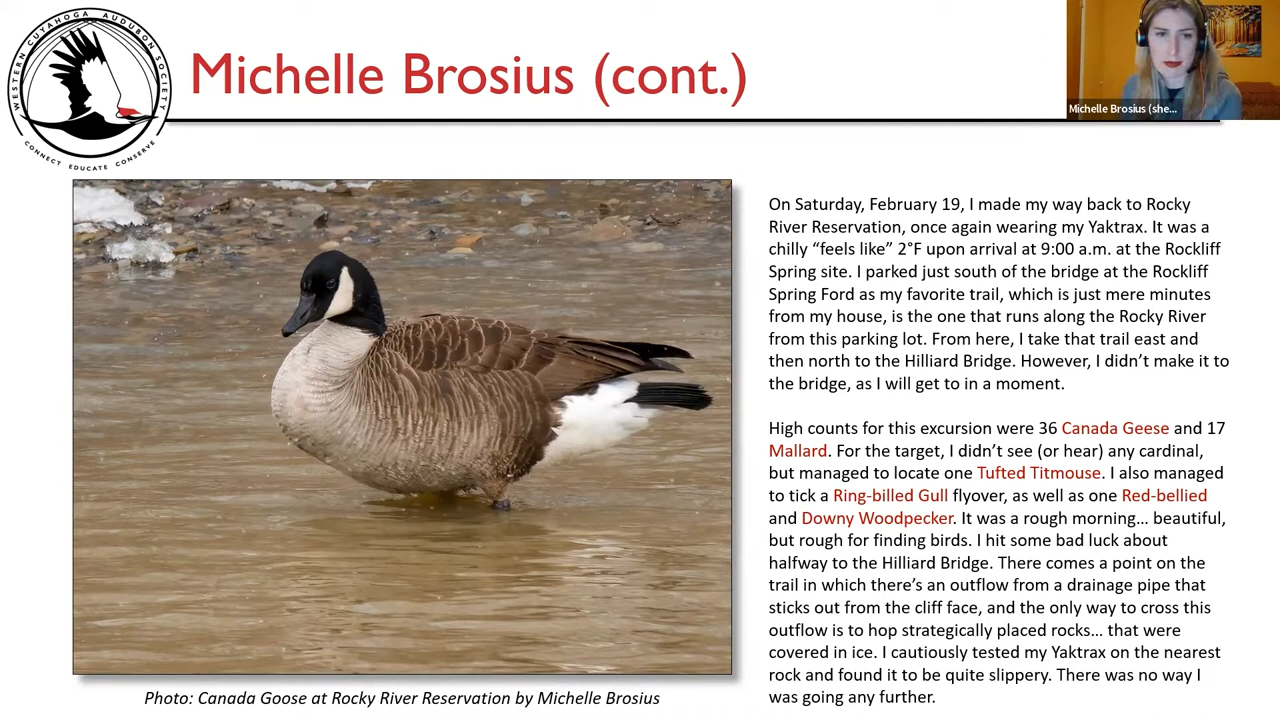 WESTERN CUYAHOGA AUDUBON SOCIETY
CONNECT EDUCATE CONSERVE
Michelle Brosius (cont.)
Michelle Brosius (she...
On Saturday, February 19, I made my way back to Rocky
River Reservation, once again wearing my Yaktrax. It was a
chilly “feels like” 2°F upon arrival at 9:00 a.m. at the Rockliff
Spring site. I parked just south of the bridge at the Rockliff
Spring Ford as my favorite trail, which is just mere minutes
from my house, is the one that runs along the Rocky River
from this parking lot. From here, I take that trail east and
then north to the Hilliard Bridge. However, I didn’t make it to
the bridge, as I will get to in a moment.
High counts for this excursion were 36 Canada Geese and 17
Mallard. For the target, I didn’t see (or hear) any cardinal,
but managed to locate one Tufted Titmouse. I also managed
to tick a Ring-billed Gull flyover, as well as one Red-bellied
and Downy Woodpecker. It was a rough morning… beautiful,
but rough for finding birds. I hit some bad luck about
halfway to the Hilliard Bridge. There comes a point on the
trail in which there’s an outflow from a drainage pipe that
sticks out from the cliff face, and the only way to cross this
outflow is to hop strategically placed rocks… that were
covered in ice. I cautiously tested my Yaktrax on the nearest
rock and found it to be quite slippery. There was no way I
was going any further.
Photo: Canada Goose at Rocky River Reservation by Michelle Brosius